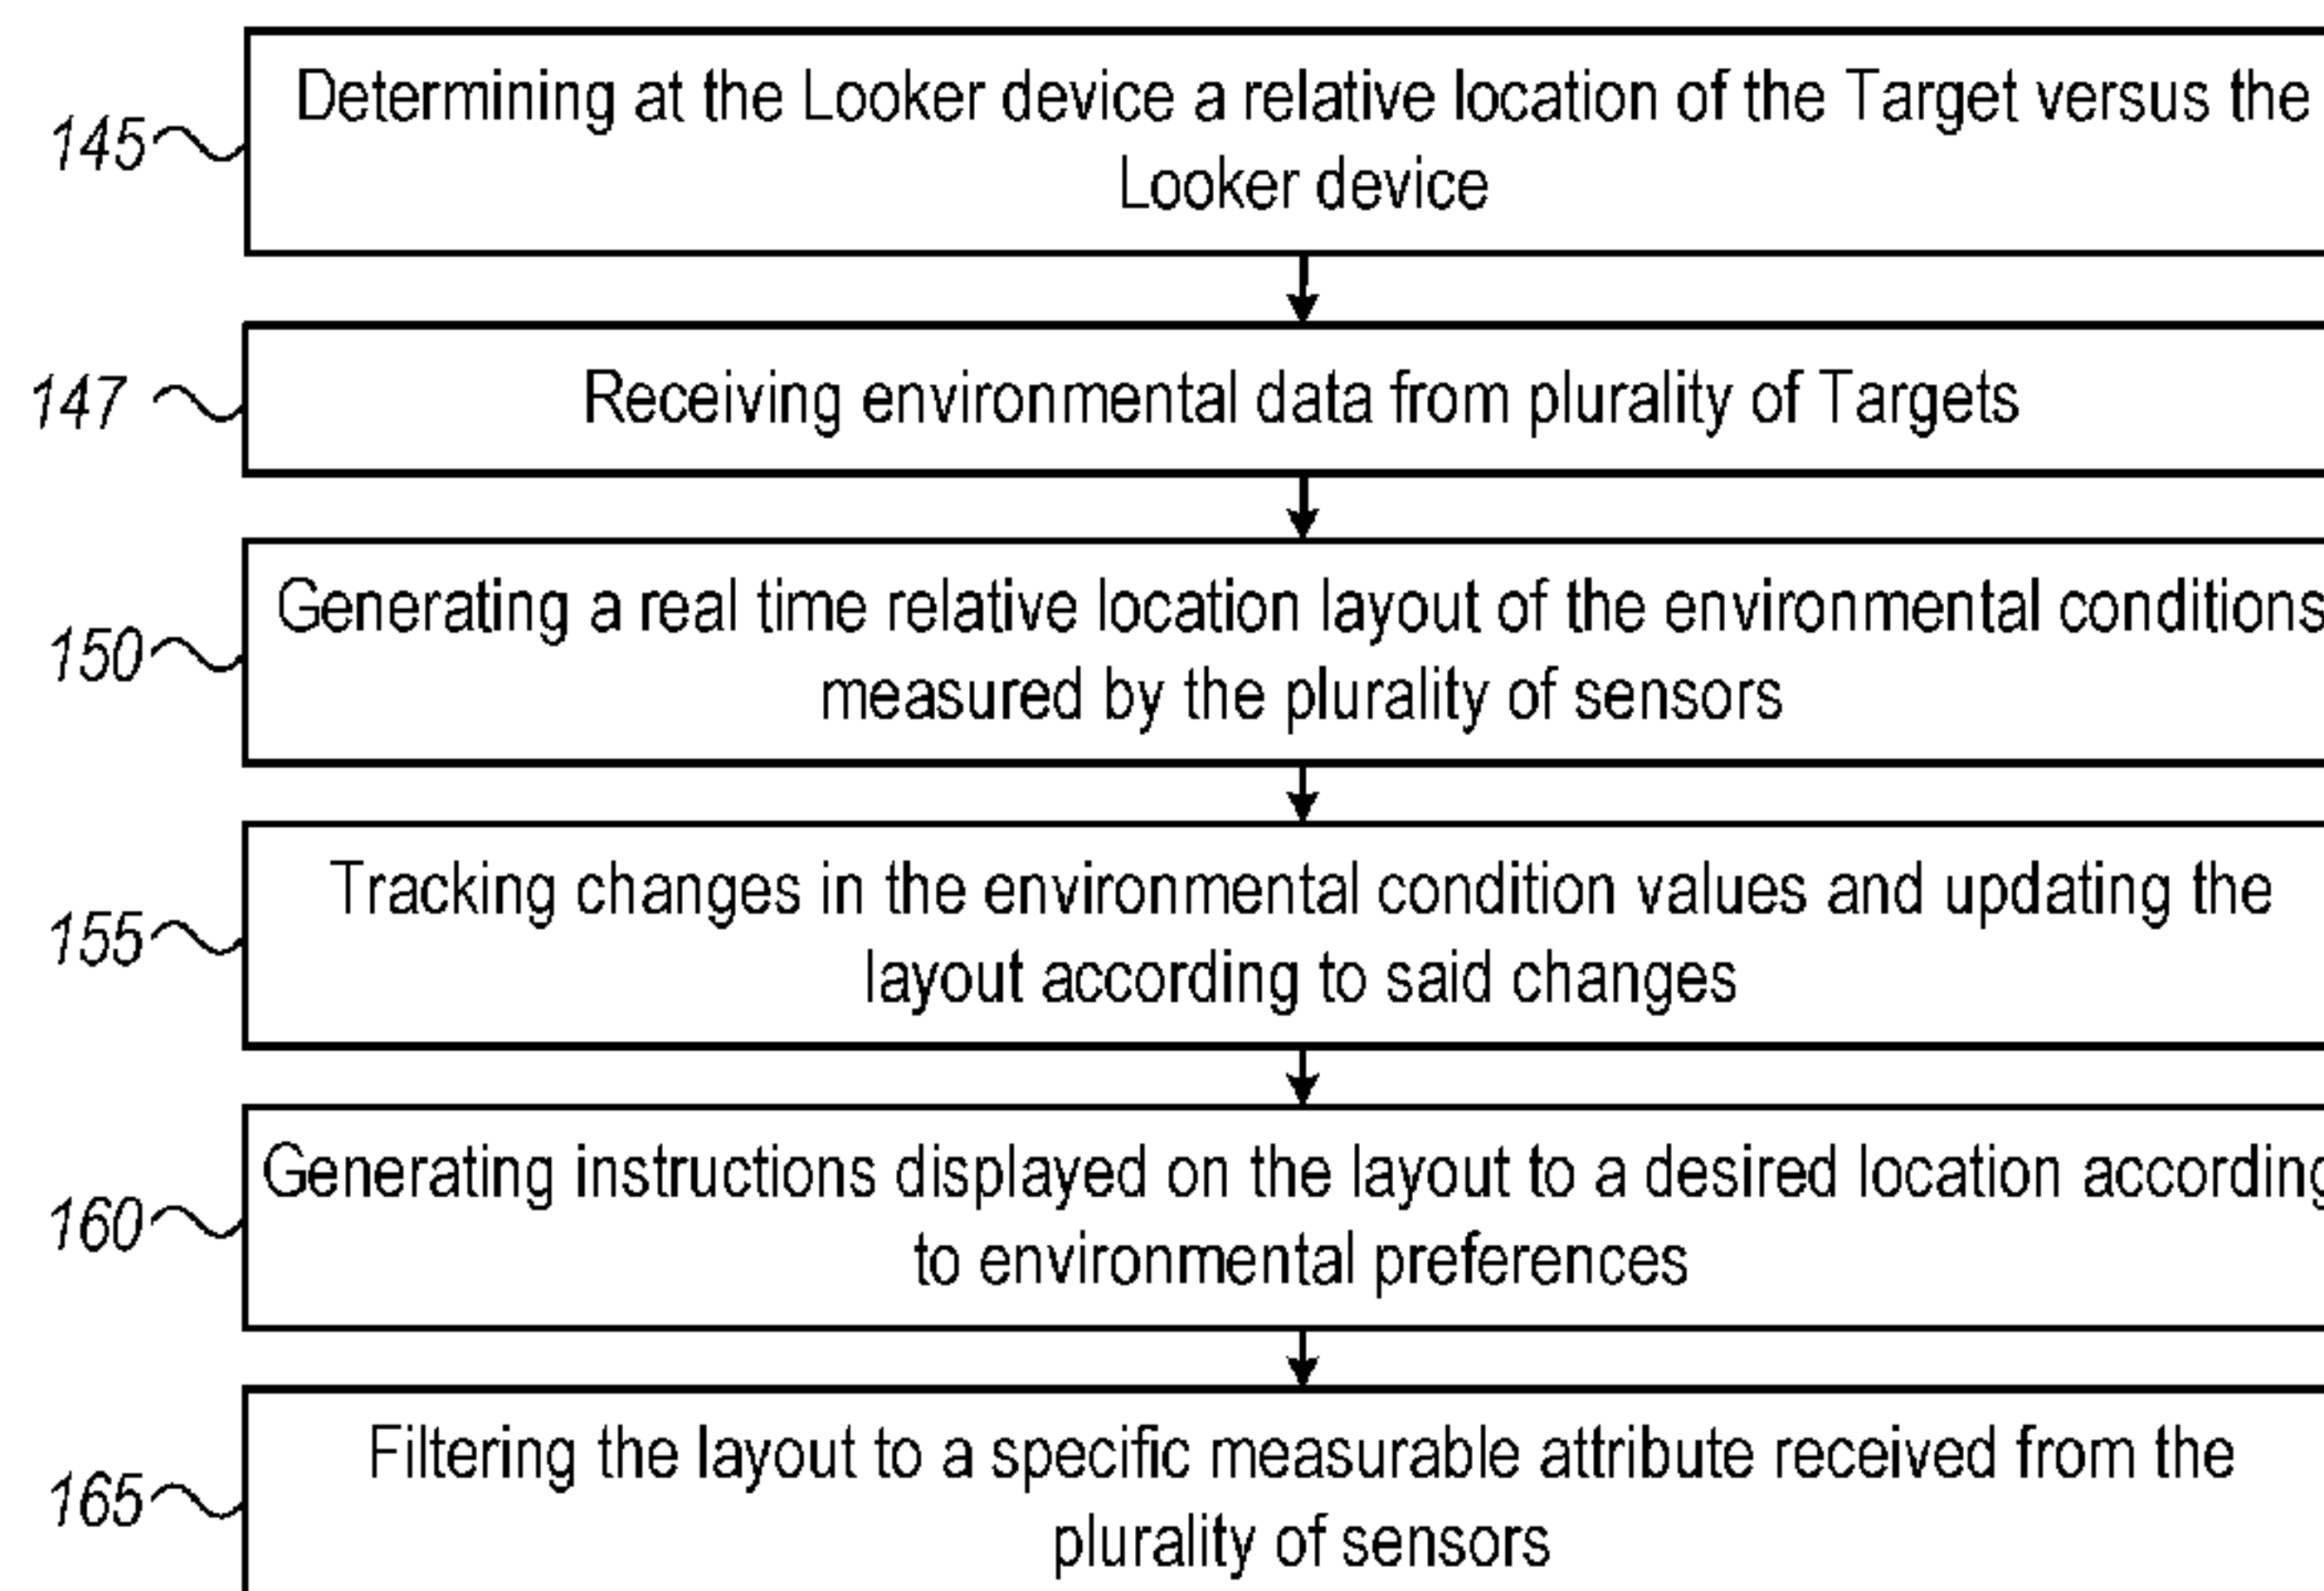 145
Determining at the Looker device a relative location of the Target versus the
Looker device
147
Receiving environmental data from plurality of Targets
150
Generating a real time relative location layout of the environmental conditions
measured by the plurality of sensors
155
Tracking changes in the environmental condition values and updating the
layout according to said changes
160
Generating instructions displayed on the layout to a desired location according
to environmental preferences
165
Filtering the layout to a specific measurable attribute received from the
plurality of sensors